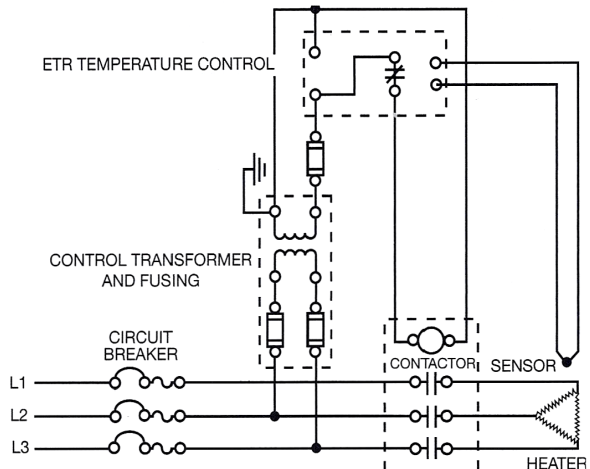 ETR TEMPERATURE CONTROL
CONTROL TRANSFORMER
AND FUSING
CIRCUIT
BREAKER
CONTACTOR
SENSOR
L1
L2
L3
HEATER